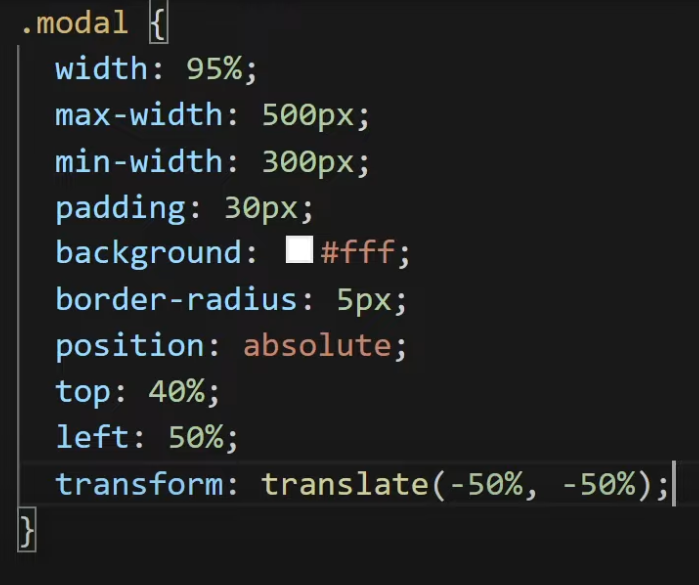 .modal {
width: 95%;
max-width: 500px;
min-width: 300px;
padding: 30px;
background: #fff;
border-radius: 5px;
position: absolute;
top: 40%;
left: 50%;
transform: translate(-50%, -50%);
}